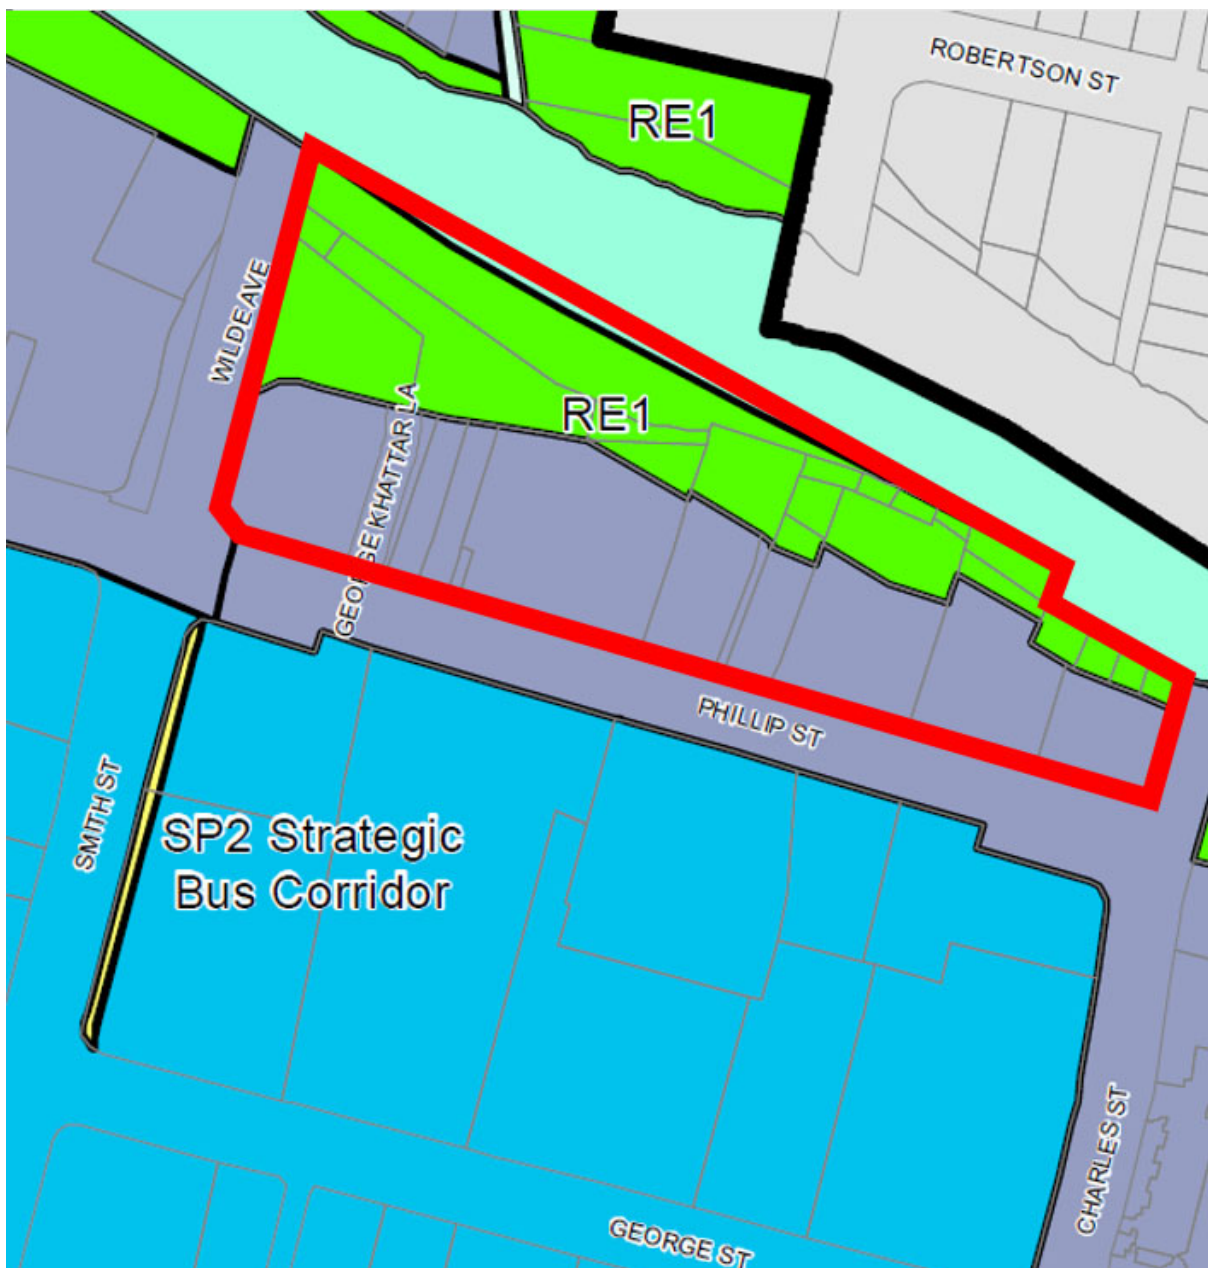 ROBERTSON ST
RE1
WILDE AVE
RE1
GEORGE KHATTAR LA
PHILLIP ST
SMITH ST
SP2 Strategic
Bus Corridor
CHARLES ST
GEORGE ST